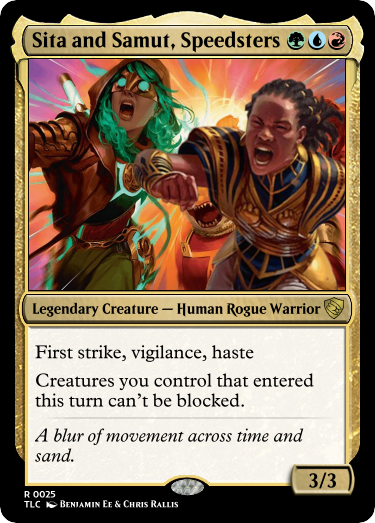 Sita and Samut, Speedsters
Legendary Creature — Human Rogue Warrior
First strike, vigilance, haste
Creatures you control that entered
this turn can't be blocked.
A blur of movement across time and
sand.
3/3
R 0025
TLC Benjamin Ee & Chris Rallis